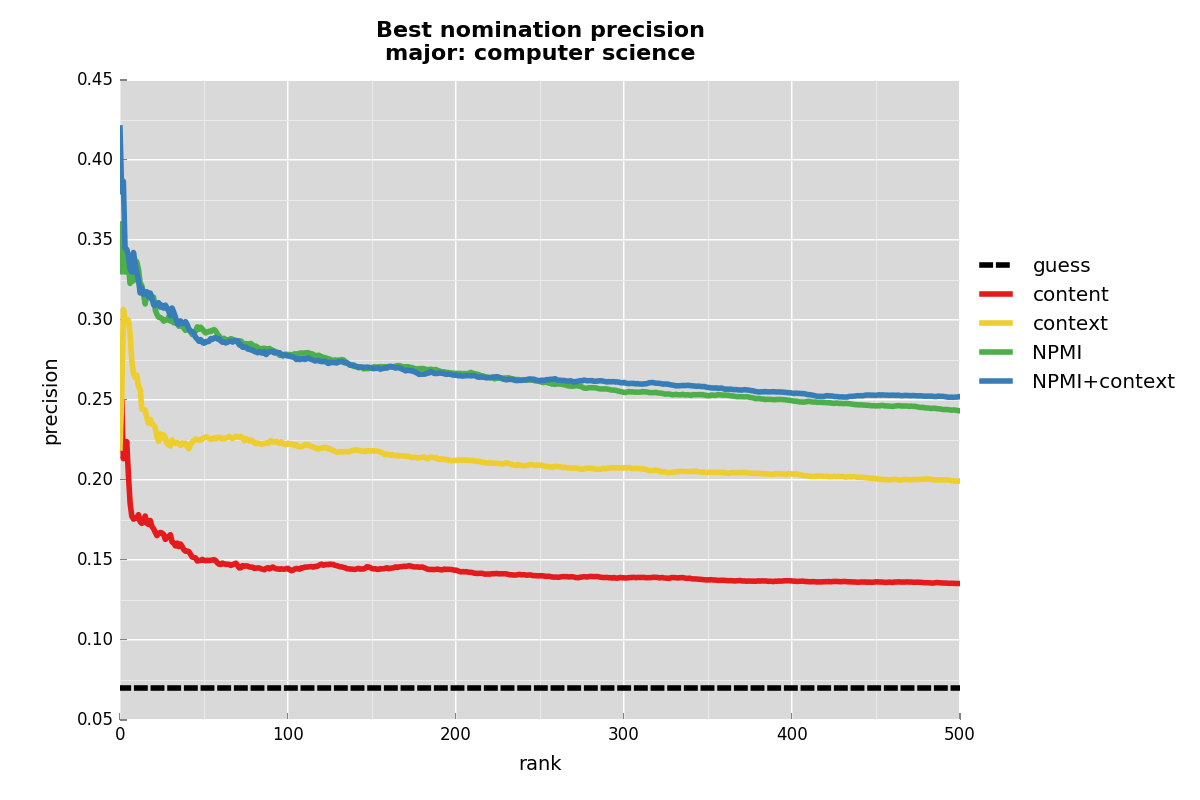 Best nomination precision
major: computer science
precision
0.45
0.40
0.35
0.30
0.25
0.20
0.15
0.10
0.05
0
100
200
300
400
500
rank
guess
content
context
NPMI
NPMI+context